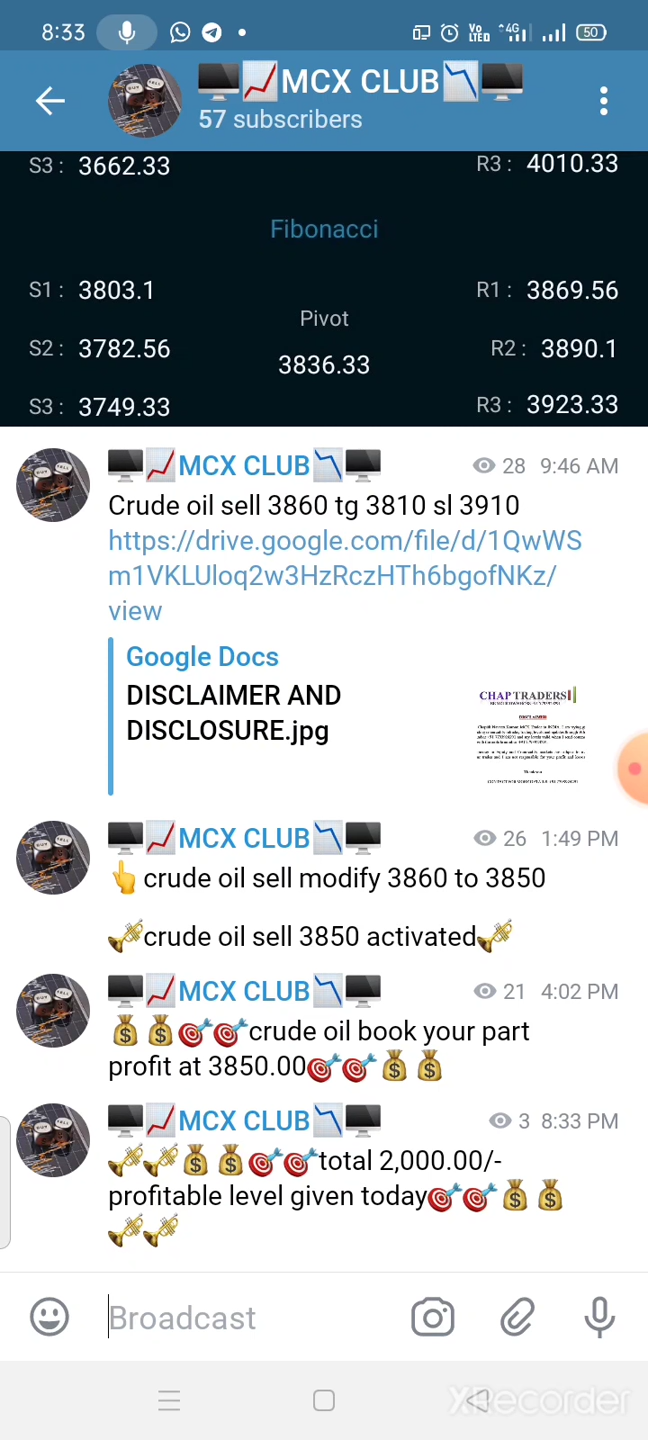 8:33
Vo LTED 4G 50
MCX CLUB
57 subscribers
S3 : 3662.33 R3 : 4010.33
Fibonacci
S1 : 3803.1 R1 : 3869.56
Pivot
S2 : 3782.56 R2 : 3890.1
3836.33
S3 : 3749.33 R3 : 3923.33
MCX CLUB 28 9:46 AM
Crude oil sell 3860 tg 3810 sl 3910
https://drive.google.com/file/d/1QwWS
m1VKLUloq2w3HzRczHTh6bgofNKz/
view
Google Docs
DISCLAIMER AND
DISCLOSURE.jpg
CHAP TRADERS
MCX CLUB 26 1:49 PM
👆crude oil sell modify 3860 to 3850
🎺crude oil sell 3850 activated🎺
MCX CLUB 21 4:02 PM
💰💰🎯🎯crude oil book your part
profit at 3850.00🎯🎯💰💰
MCX CLUB 3 8:33 PM
🎺🎺💰💰🎯🎯total 2,000.00/-
profitable level given today🎯🎯💰💰
🎺🎺
Broadcast
XRecorder